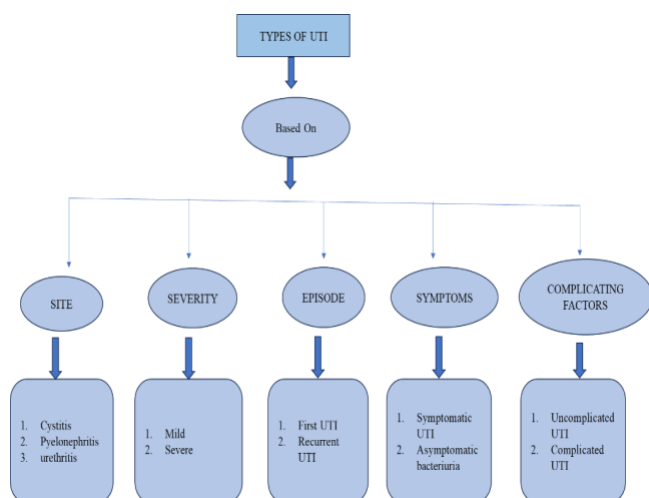 TYPES OF UTI
Based On
SITE
SEVERITY
EPISODE
SYMPTOMS
COMPLICATING
FACTORS
1. Cystitis
2. Pyelonephritis
3. urethritis
1. Mild
2. Severe
1. First UTI
2. Recurrent
UTI
1. Symptomatic
UTI
2. Asymptomatic
bacteriuria
1. Uncomplicated
UTI
2. Complicated
UTI